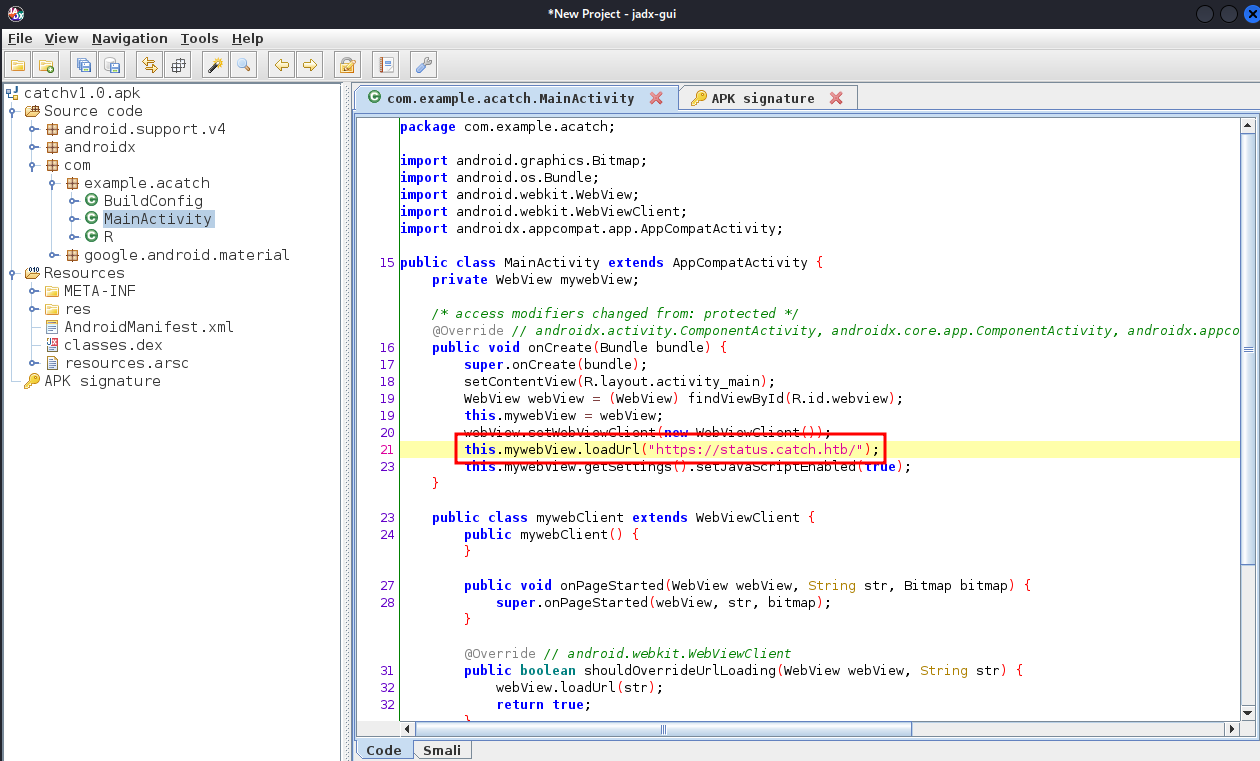 *New Project - jadx-gui
File View Navigation Tools Help
catchv1.0.apk
Source code
android.support.v4
androidx
com
example.acatch
BuildConfig
MainActivity
R
google.android.material
Resources
META-INF
res
AndroidManifest.xml
classes.dex
resources.arsc
APK signature
com.example.acatch.MainActivity
APK signature
package com.example.acatch;
import android.graphics.Bitmap;
import android.os.Bundle;
import android.webkit.WebView;
import android.webkit.WebViewClient;
import androidx.appcompat.app.AppCompatActivity;
15 public class MainActivity extends AppCompatActivity {
private WebView mywebView;
/* access modifiers changed from: protected */
@Override // androidx.activity.ComponentActivity, androidx.core.app.ComponentActivity, androidx.appco
16 public void onCreate(Bundle bundle) {
17 super.onCreate(bundle);
18 setContentView(R.layout.activity_main);
19 WebView webView = (WebView) findViewById(R.id.webview);
19 this.mywebView = webView;
20 webView.setWebViewClient(new WebViewClient());
21 this.mywebView.loadUrl("https://status.catch.htb/");
23 this.mywebView.getSettings().setJavaScriptEnabled(true);
}
23 public class mywebClient extends WebViewClient {
24 public mywebClient() {
}
27 public void onPageStarted(WebView webView, String str, Bitmap bitmap) {
28 super.onPageStarted(webView, str, bitmap);
}
@Override // android.webkit.WebViewClient
31 public boolean shouldOverrideUrlLoading(WebView webView, String str) {
32 webView.loadUrl(str);
32 return true;
}
Code Smali